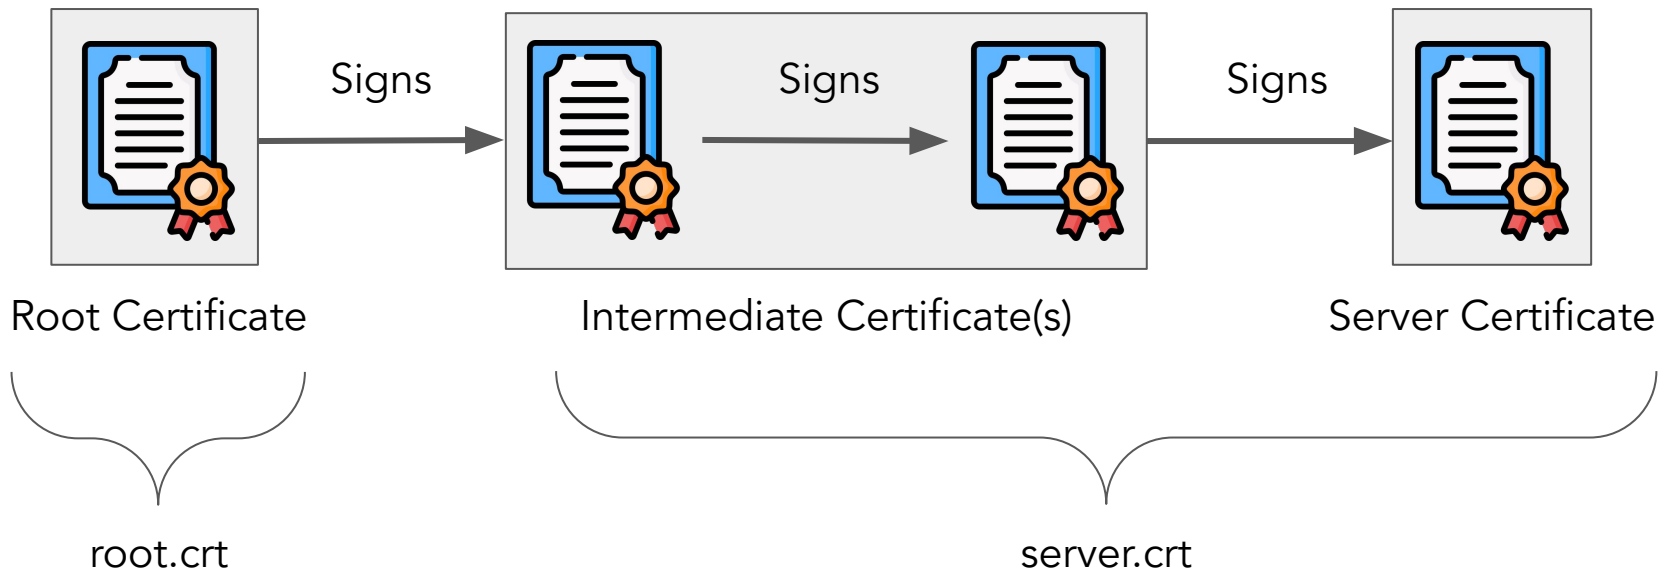 Signs
Signs
Signs
Root Certificate
Intermediate Certificate(s)
Server Certificate
root.crt
server.crt